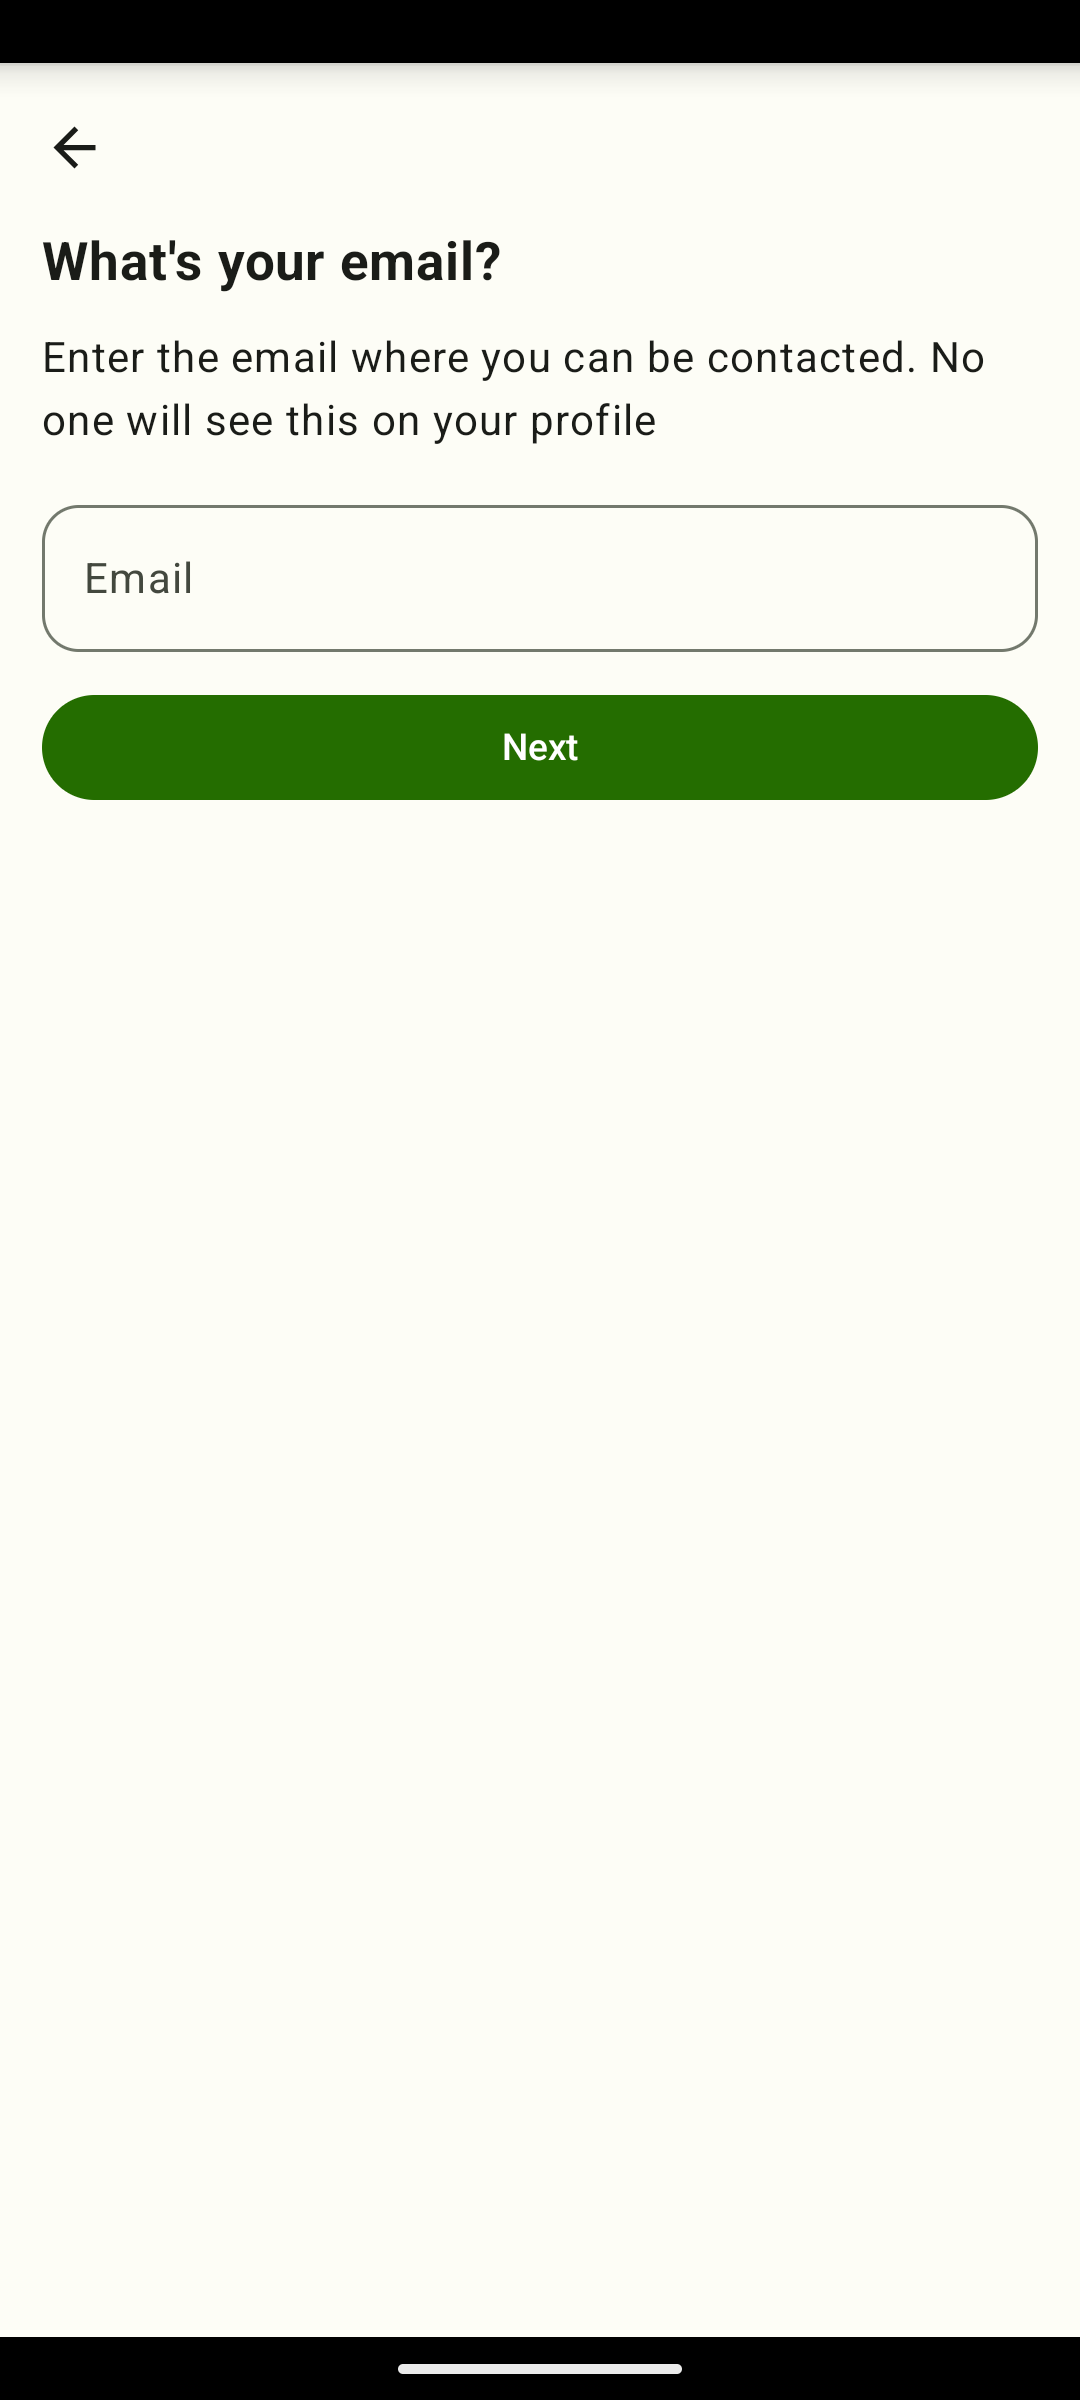 What's your email?
Enter the email where you can be contacted. No
one will see this on your profile
Email
Next